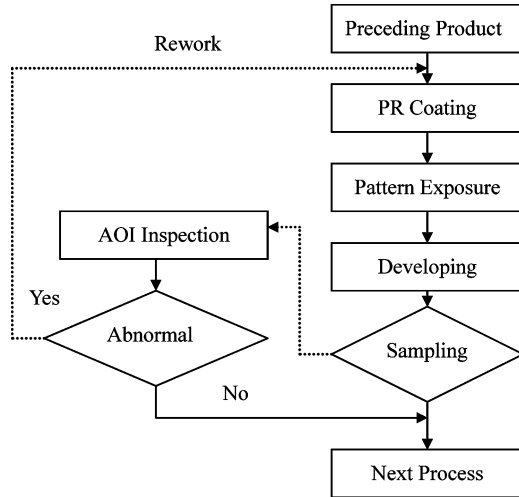 Preceding Product
Rework
PR Coating
Pattern Exposure
AOI Inspection
Developing
Yes
Abnormal
Sampling
No
Next Process